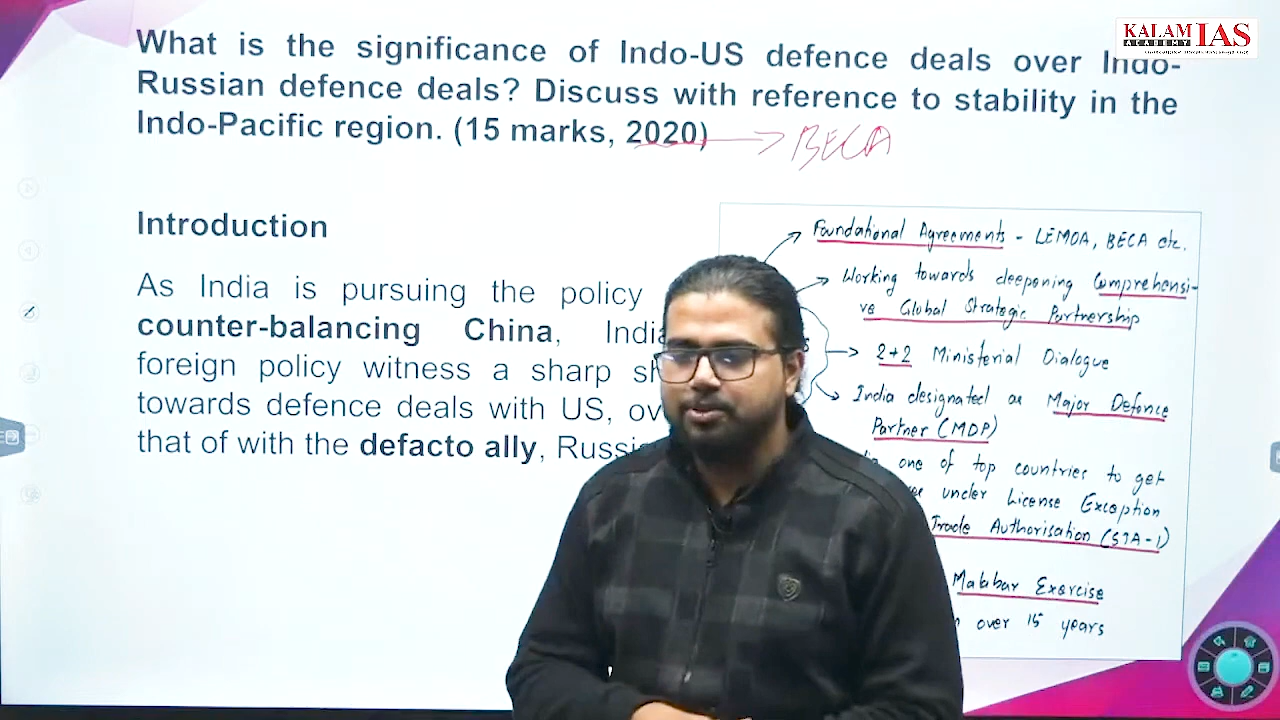 KALAM IAS
ACADEMY
What is the significance of Indo-US defence deals over Indo-
Russian defence deals? Discuss with reference to stability in the
Indo-Pacific region. (15 marks, 2020)
BECA
Introduction
As India is pursuing the policy
counter-balancing China,
foreign policy witness a sharp
towards defence deals with US,
that of with the defacto ally,
Foundational Agreements - LEMOA, BECA etc.
Working towards deepening Comprehensi-
ve Global Strategic Partnership
2+2 Ministerial Dialogue
India designated as Major Defence
Partner (MDP)
one of top countries to get
under License Exception
Trade Authorisation (STA-1)
Malabar Exercise
over 15 years